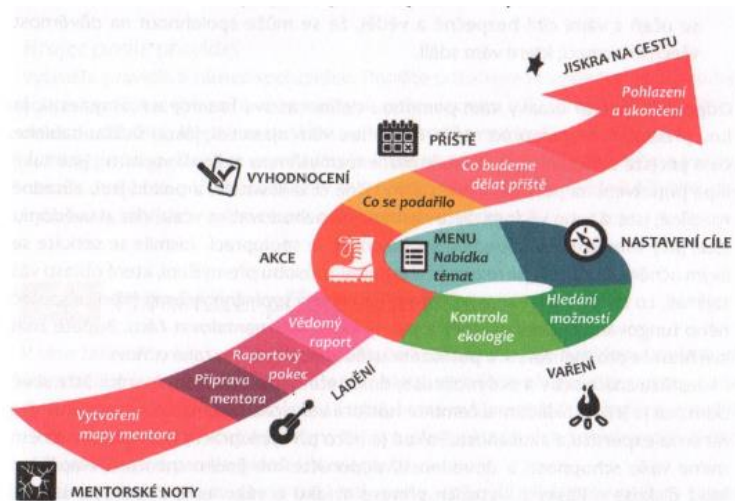 JISKRA NA CESTU
Pohlazení
a ukončení
PŘÍŠTĚ
Co budeme
dělat příště
VYHODNOCENÍ
Co se podařilo
AKCE
MENU
Nabídka
témat
NASTAVENÍ CÍLE
Hledání
možností
Kontrola
ekologie
VAŘENÍ
Vědomý
raport
Raportový
pokec
Příprava
mentora
LADĚNÍ
Vytvoření
mapy mentora
MENTORSKÉ NOTY